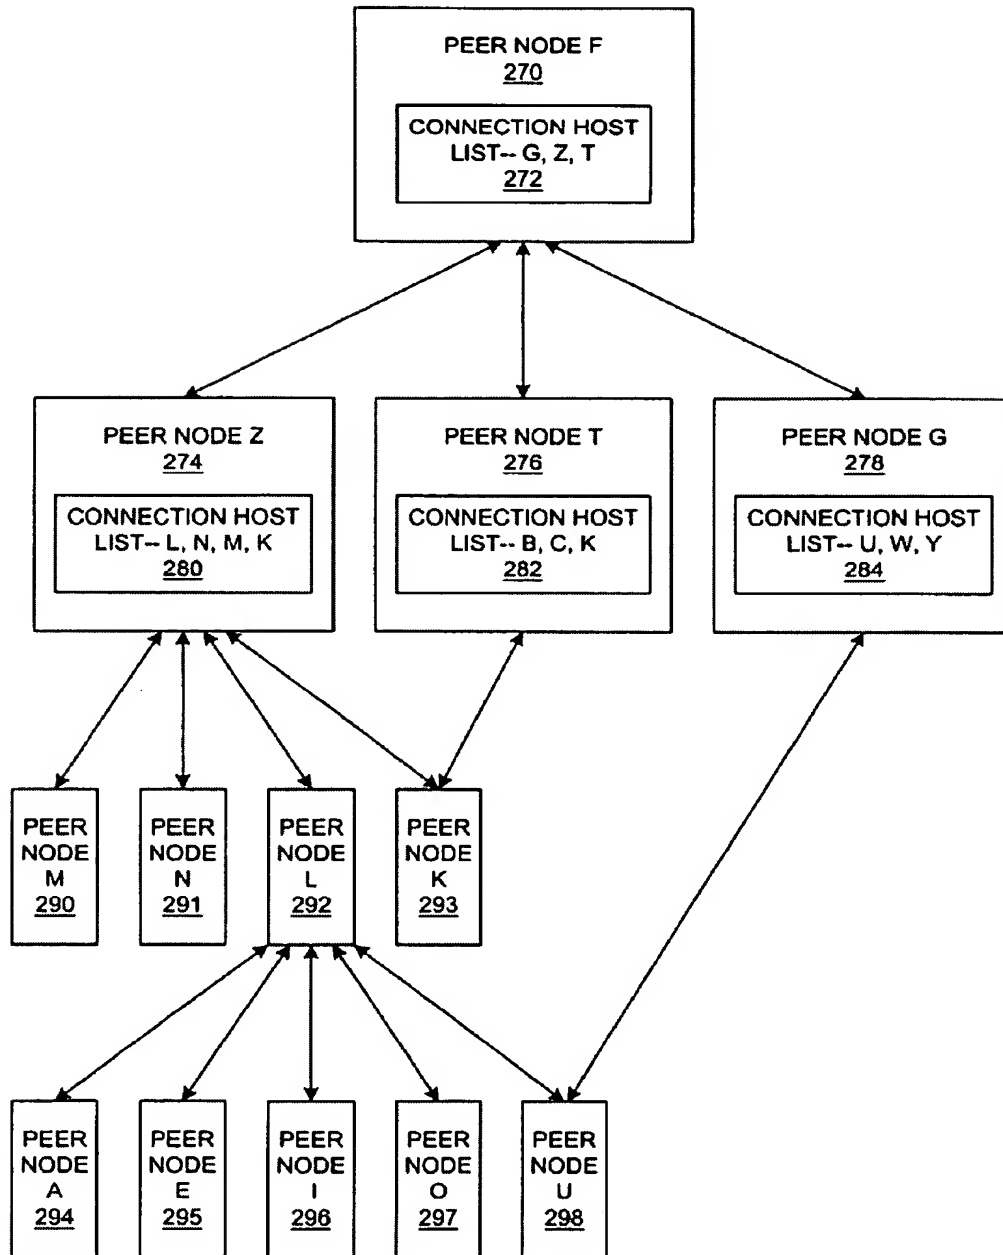 PEER NODE F
270
CONNECTION HOST
LIST-- G, Z, T
272
PEER NODE Z
274
CONNECTION HOST
LIST-- L, N, M, K
280
PEER NODE T
276
CONNECTION HOST
LIST-- B, C, K
282
PEER NODE G
278
CONNECTION HOST
LIST-- U, W, Y
284
PEER
NODE
M
290
PEER
NODE
N
291
PEER
NODE
L
292
PEER
NODE
K
293
PEER
NODE
A
294
PEER
NODE
E
295
PEER
NODE
I
296
PEER
NODE
O
297
PEER
NODE
U
298